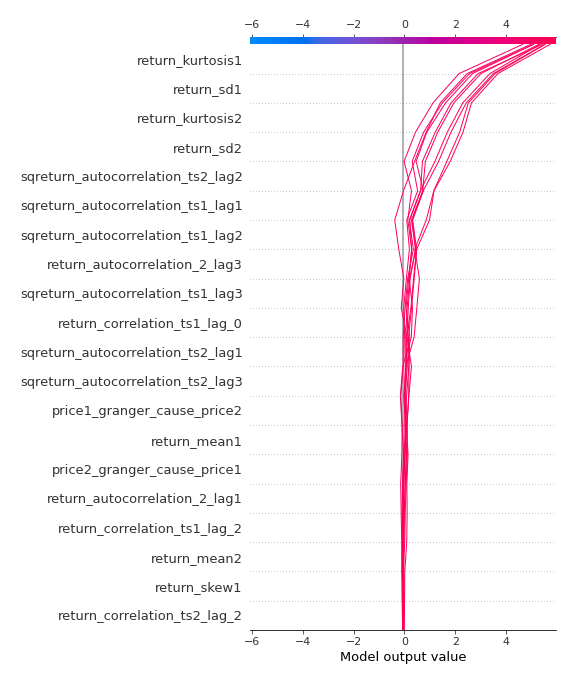 −6 −4 −2 0 2 4
return_kurtosis1
return_sd1
return_kurtosis2
return_sd2
sqreturn_autocorrelation_ts2_lag2
sqreturn_autocorrelation_ts1_lag1
sqreturn_autocorrelation_ts1_lag2
return_autocorrelation_2_lag3
sqreturn_autocorrelation_ts1_lag3
return_correlation_ts1_lag_0
sqreturn_autocorrelation_ts2_lag1
sqreturn_autocorrelation_ts2_lag3
price1_granger_cause_price2
return_mean1
price2_granger_cause_price1
return_autocorrelation_2_lag1
return_correlation_ts1_lag_2
return_mean2
return_skew1
return_correlation_ts2_lag_2
−6 −4 −2 0 2 4
Model output value